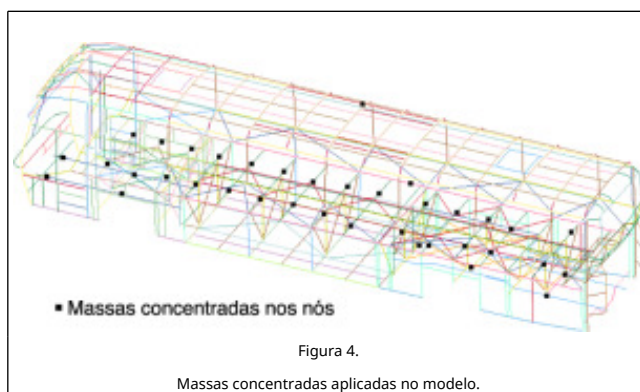 ▪ Massas concentradas nos nós
Figura 4.
Massas concentradas aplicadas no modelo.